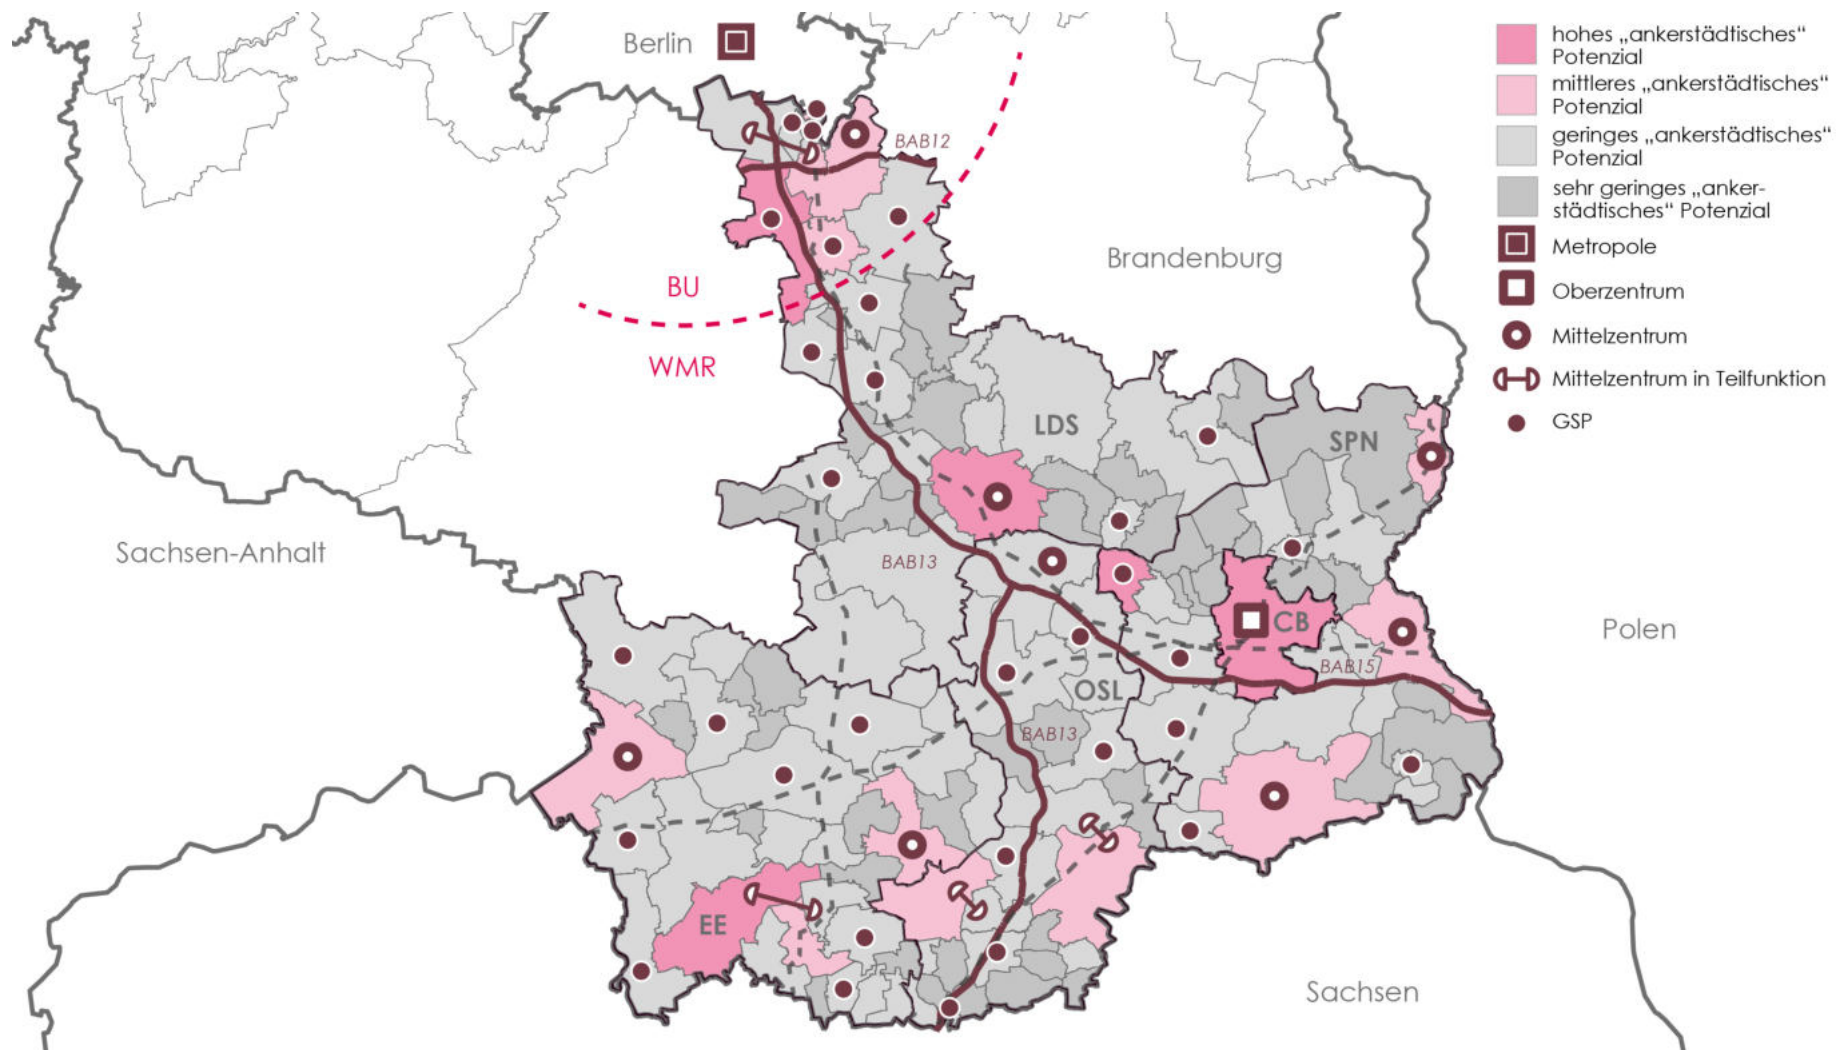 Berlin
BAB12
BU
WMR
Brandenburg
LDS
SPN
Sachsen-Anhalt
BAB13
CB
Polen
BAB15
OSL
BAB13
EE
Sachsen
hohes „ankerstädtisches“
Potenzial
mittleres „ankerstädtisches“
Potenzial
geringes „ankerstädtisches“
Potenzial
sehr geringes „anker-
städtisches“ Potenzial
Metropole
Oberzentrum
Mittelzentrum
Mittelzentrum in Teilfunktion
GSP